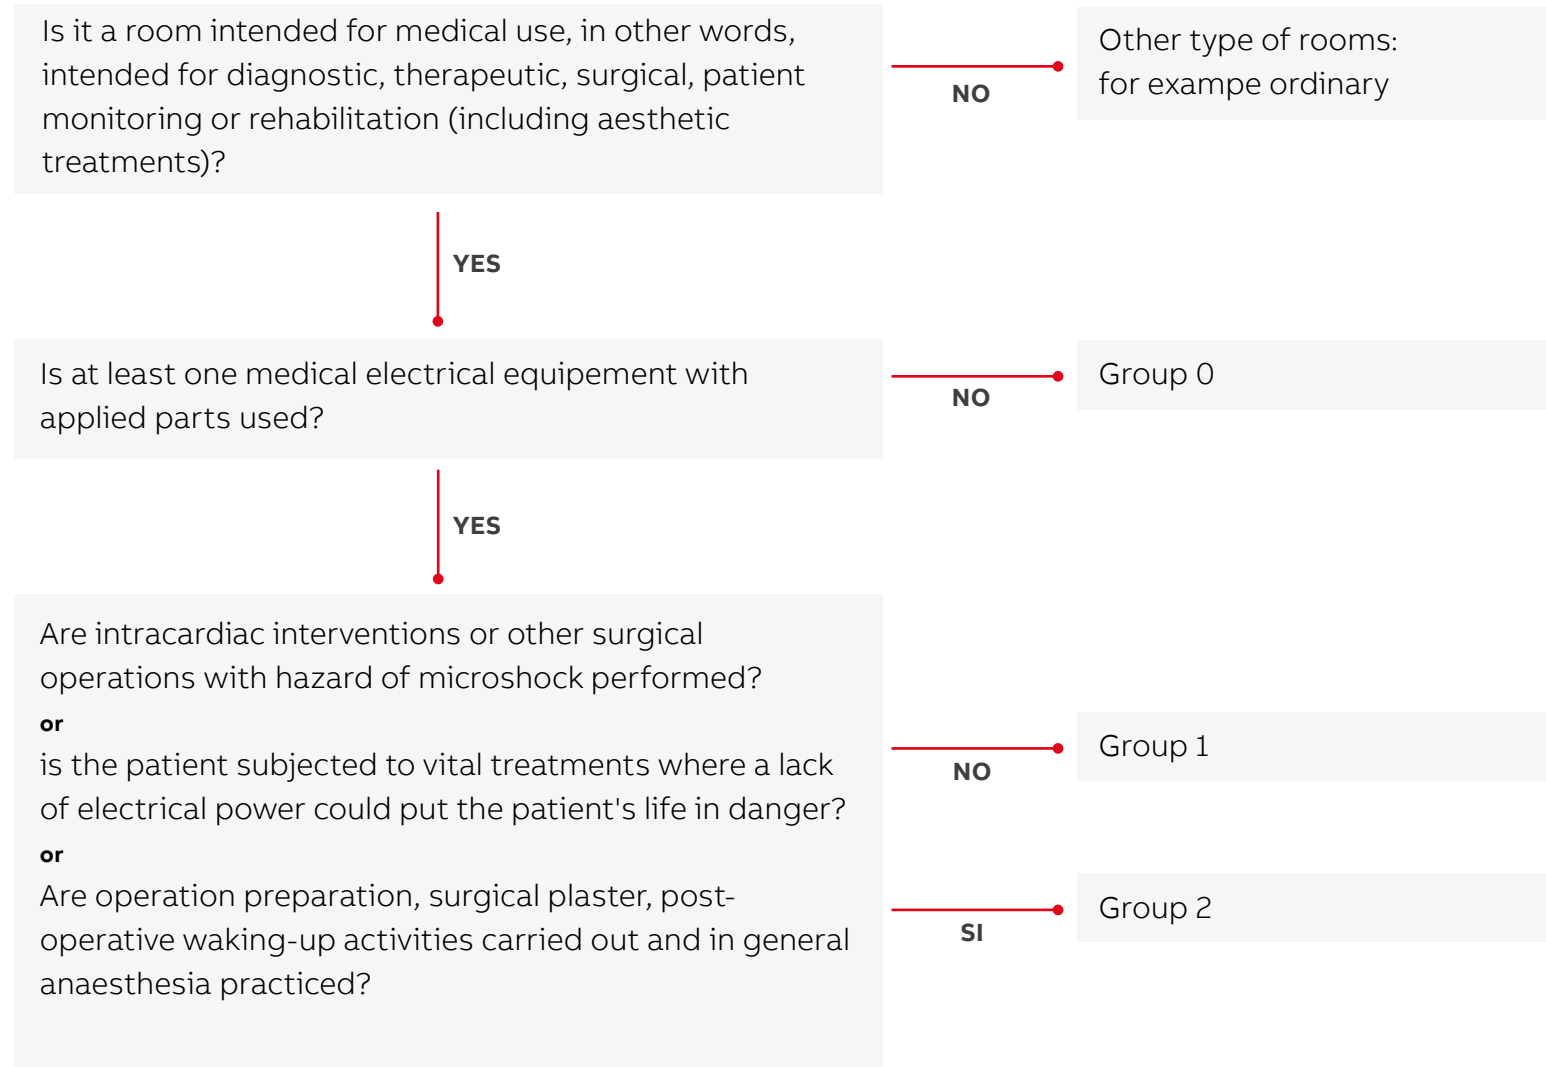 Is it a room intended for medical use, in other words,
intended for diagnostic, therapeutic, surgical, patient
monitoring or rehabilitation (including aesthetic
treatments)?
NO
Other type of rooms:
for exampe ordinary
YES
Is at least one medical electrical equipement with
applied parts used?
NO
Group 0
YES
Are intracardiac interventions or other surgical
operations with hazard of microshock performed?
or
is the patient subjected to vital treatments where a lack
of electrical power could put the patient's life in danger?
or
Are operation preparation, surgical plaster, post-
operative waking-up activities carried out and in general
anaesthesia practiced?
NO
Group 1
SI
Group 2